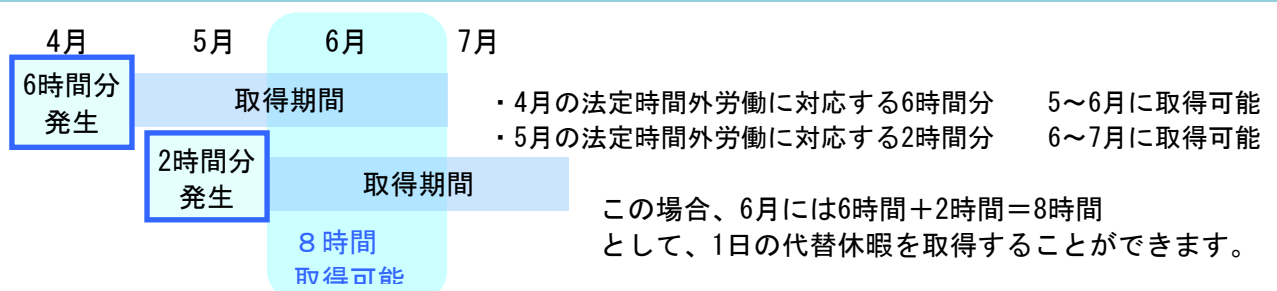 4月 5月 6月 7月
6時間分
発生
取得期間
・4月の法定時間外労働に対応する6時間分 5～6月に取得可能
・5月の法定時間外労働に対応する2時間分 6～7月に取得可能
2時間分
発生
取得期間
この場合、6月には6時間＋2時間＝8時間
として、1日の代替休暇を取得することができます。
８時間
取得可能